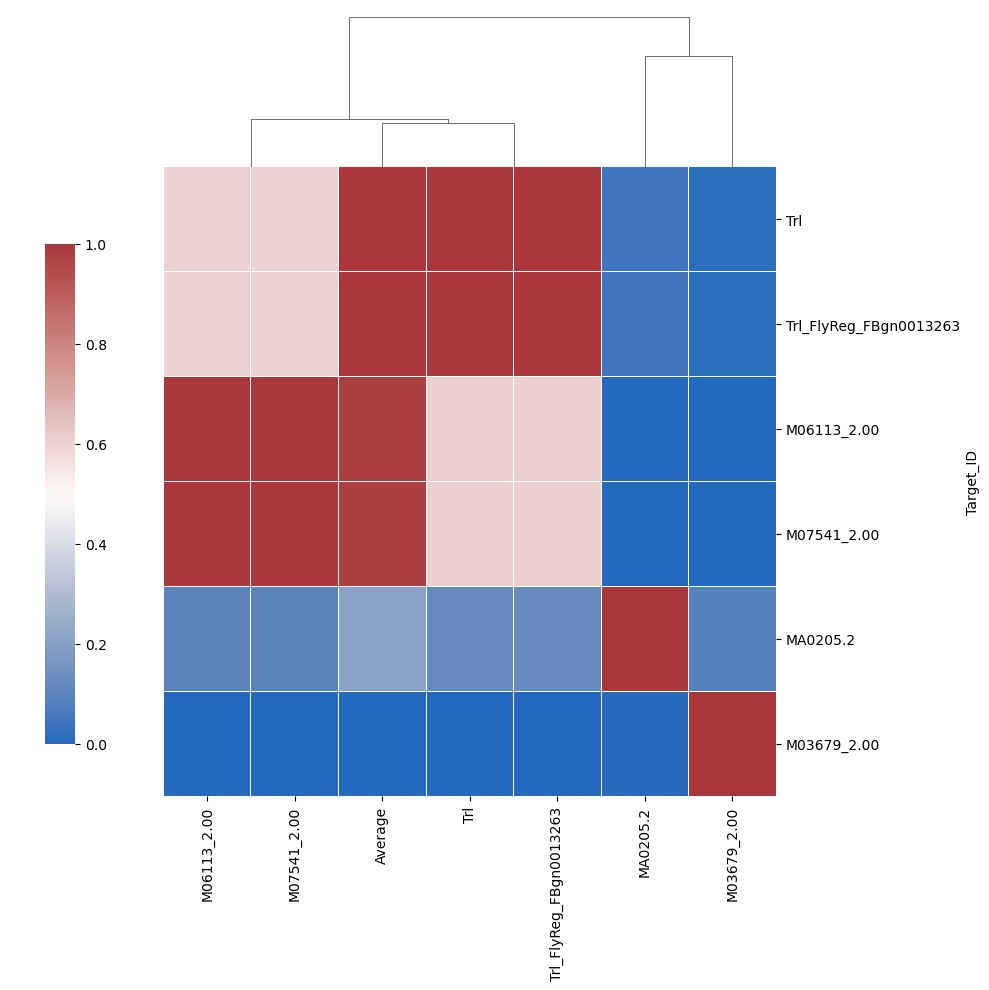 Trl
Trl_FlyReg_FBgn0013263
M06113_2.00
M07541_2.00
MA0205.2
M03679_2.00
Target_ID
1.0
0.8
0.6
0.4
0.2
0.0
M06113_2.00
M07541_2.00
Average
Trl
Trl_FlyReg_FBgn0013263
MA0205.2
M03679_2.00